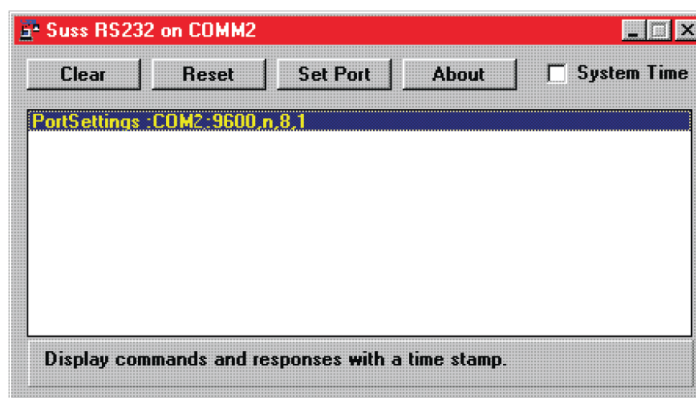 Suss RS232 on COMM2
Clear Reset Set Port About System Time
PortSettings :COM2:9600,n,8,1
Display commands and responses with a time stamp.